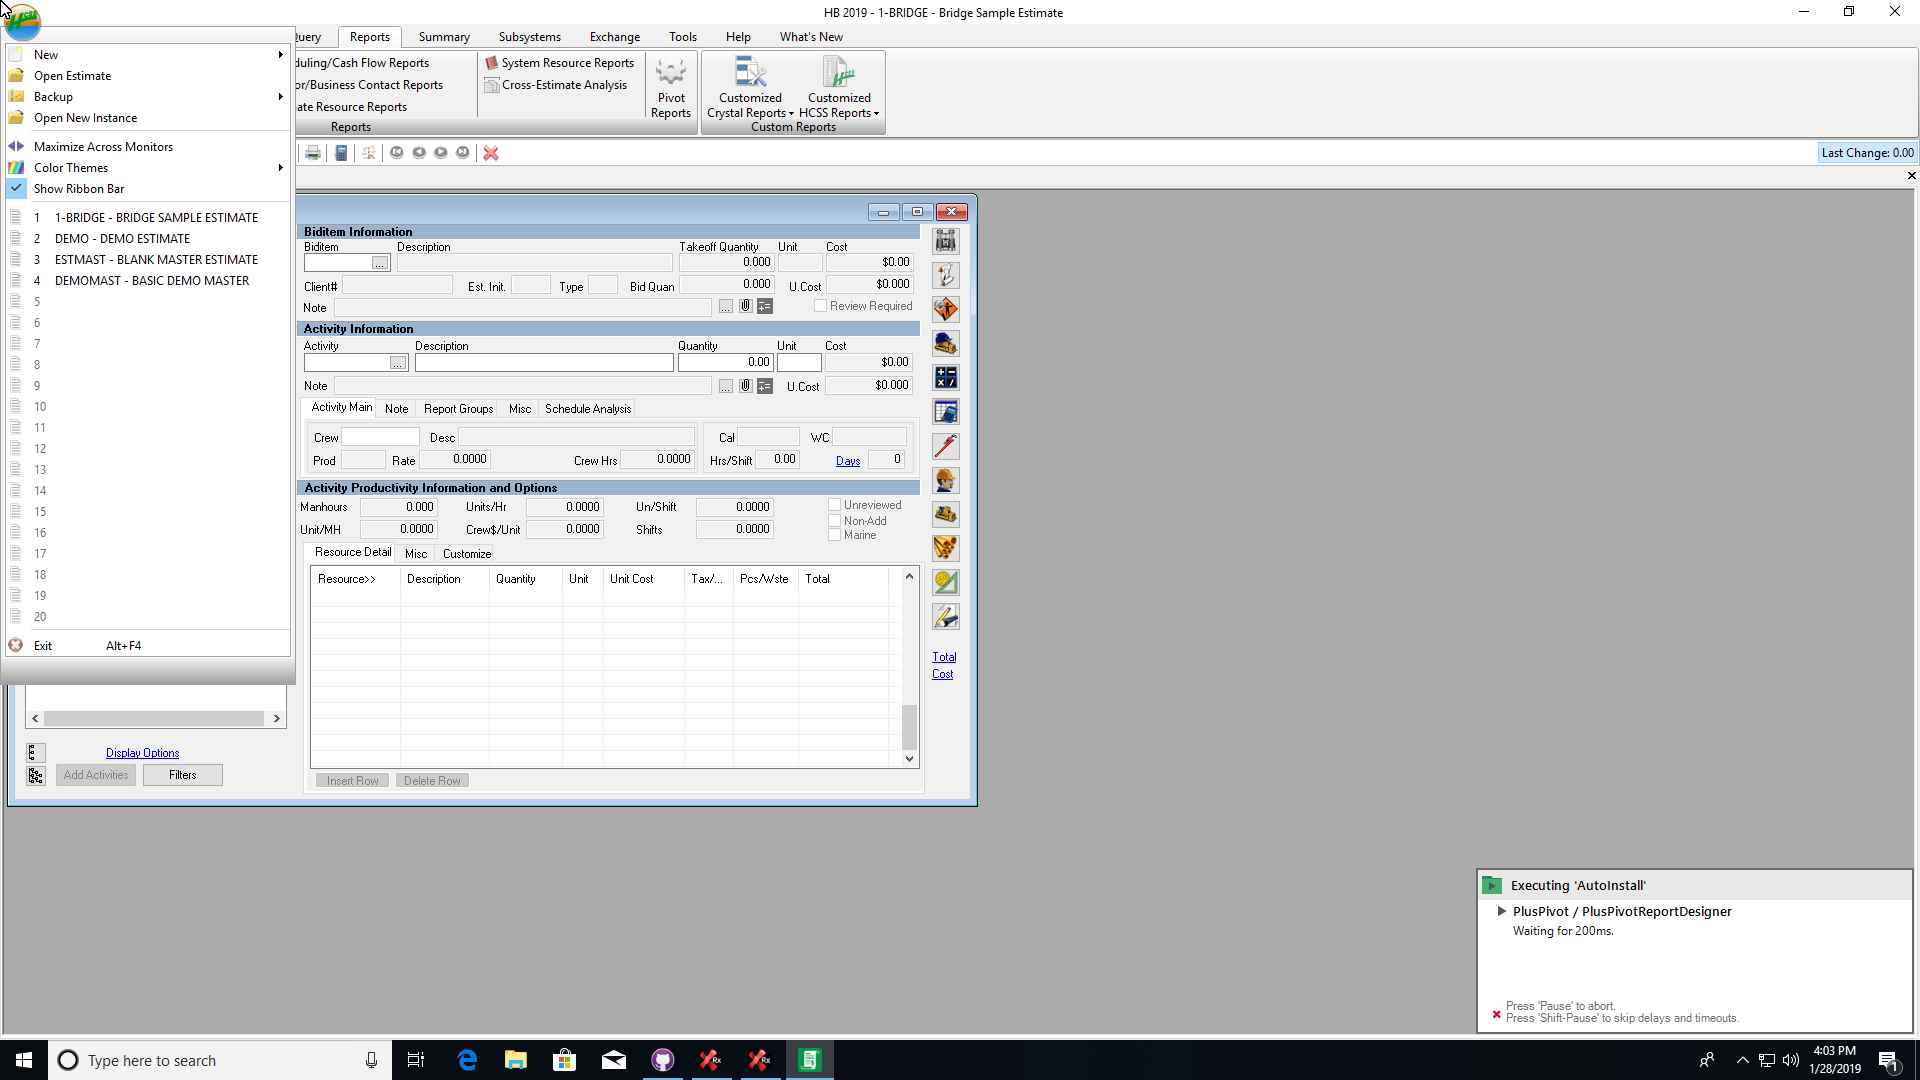 HB 2019 - 1-BRIDGE - Bridge Sample Estimate
Query
Reports
Summary
Subsystems
Exchange
Tools
Help
What's New
New
Open Estimate
Backup
Open New Instance
Maximize Across Monitors
Color Themes
Show Ribbon Bar
1 1-BRIDGE - BRIDGE SAMPLE ESTIMATE
2 DEMO - DEMO ESTIMATE
3 ESTMAST - BLANK MASTER ESTIMATE
4 DEMOMAST - BASIC DEMO MASTER
5
6
7
8
9
10
11
12
13
14
15
16
17
18
19
20
Exit Alt+F4
duling/Cash Flow Reports
or/Business Contact Reports
ate Resource Reports
System Resource Reports
Cross-Estimate Analysis
Pivot
Reports
Reports
Customized
Crystal Reports
Customized
HCSS Reports
Custom Reports
Last Change: 0.00
Biditem Information
Biditem Description Takeoff Quantity Unit Cost
... 0.000 $0.00
Client# Est. Init. Type Bid Quan 0.000 U.Cost $0.000
Note ... Review Required
Activity Information
Activity Description Quantity Unit Cost
... 0.00 $0.00
Note ... U.Cost $0.000
Activity Main Note Report Groups Misc Schedule Analysis
Crew Desc Cal WC
Prod Rate 0.0000 Crew Hrs 0.0000 Hrs/Shift 0.00 Days 0
Activity Productivity Information and Options
Manhours 0.000 Units/Hr 0.0000 Un/Shift 0.0000 Unreviewed
Non-Add
Unit/MH 0.0000 Crew$/Unit 0.0000 Shifts 0.0000 Marine
Resource Detail Misc Customize
Resource>> Description Quantity Unit Unit Cost Tax/... Pcs/Wste Total
Insert Row Delete Row
Total
Cost
Display Options
Add Activities Filters
Executing 'AutoInstall'
PlusPivot / PlusPivotReportDesigner
Waiting for 200ms.
Press 'Pause' to abort.
Press 'Shift-Pause' to skip delays and timeouts.
Type here to search
4:03 PM
1/28/2019
1